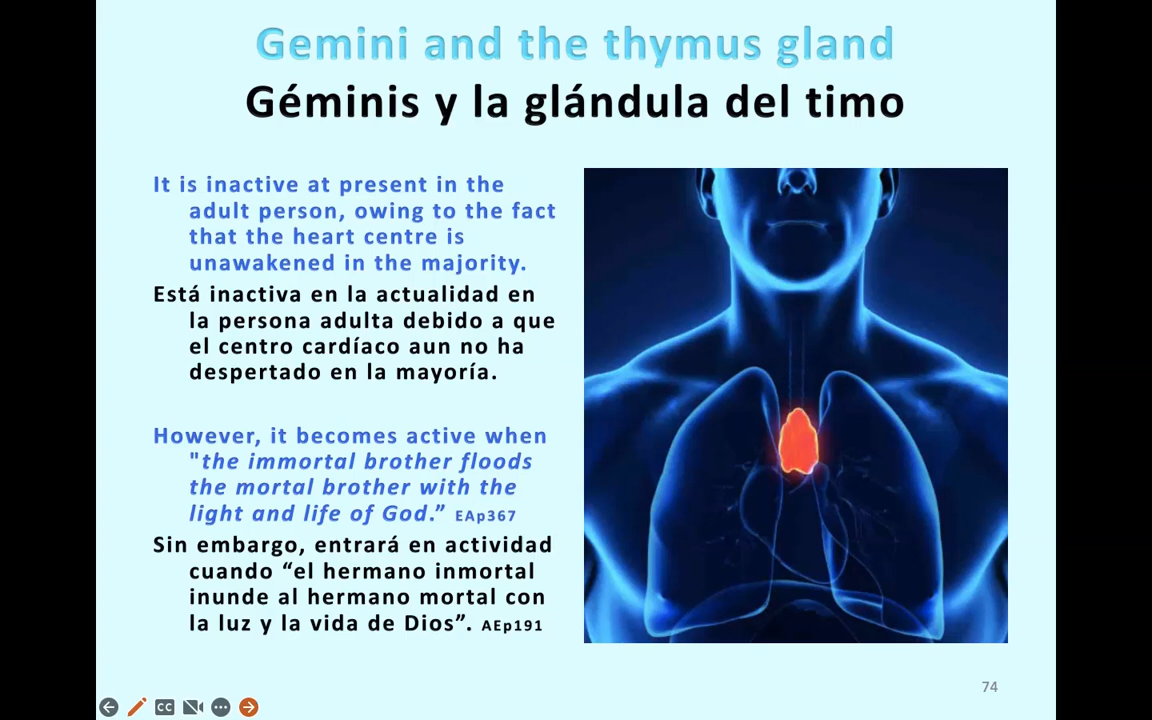 Gemini and the thymus gland
Géminis y la glándula del timo
It is inactive at present in the
adult person, owing to the fact
that the heart centre is
unawakened in the majority.
Está inactiva en la actualidad en
la persona adulta debido a que
el centro cardíaco aun no ha
despertado en la mayoría.
However, it becomes active when
"the immortal brother floods
the mortal brother with the
light and life of God.” EAp367
Sin embargo, entrará en actividad
cuando “el hermano inmortal
inunde al hermano mortal con
la luz y la vida de Dios”. AEp191
74
CC